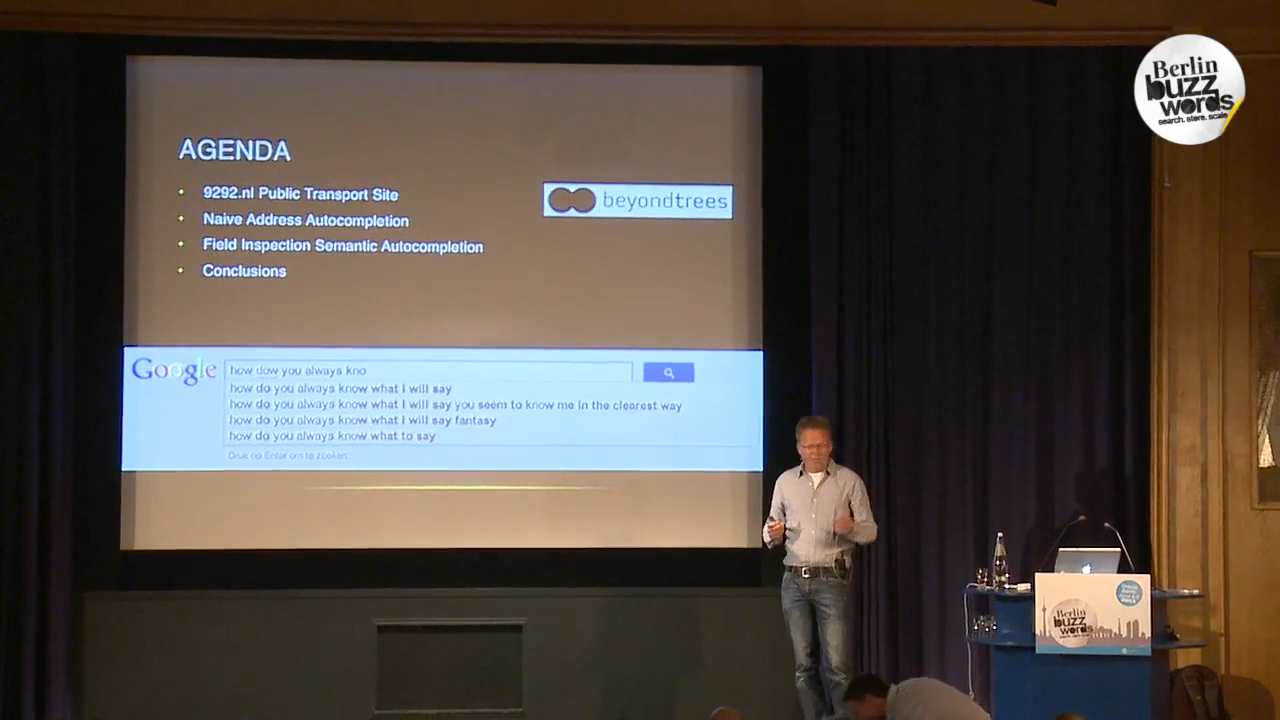 AGENDA
• 9292.nl Public Transport Site
• Naive Address Autocompletion
• Field Inspection Semantic Autocompletion
• Conclusions
beyondtrees
Google
how dow you always kno
how do you always know what I will say
how do you always know what I will say you seem to know me in the clearest way
how do you always know what I will say fantasy
how do you always know what to say
Druk op Enter om te zoeken.
Berlin
buzz
words
search. store. scale
Berlin
buzz
words